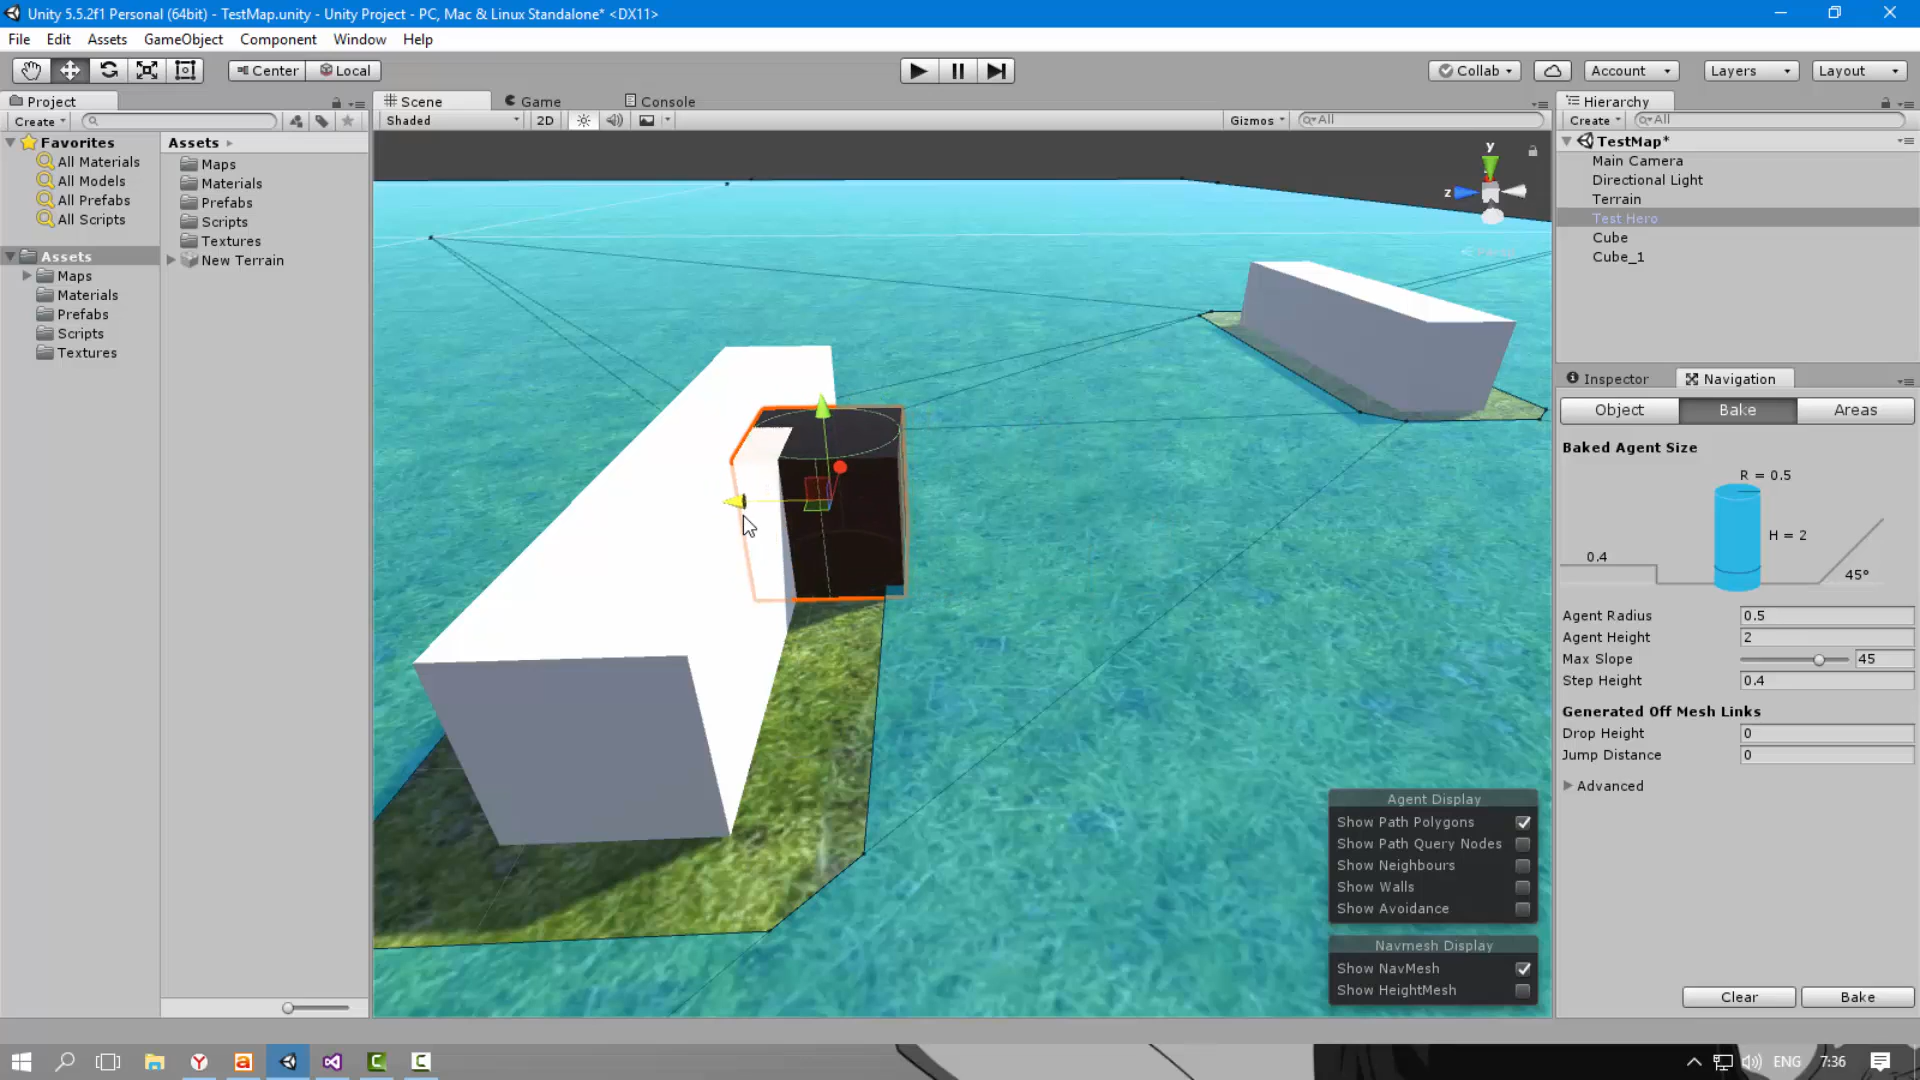 Unity 5.5.2f1 Personal (64bit) - TestMap.unity - Unity Project - PC, Mac & Linux Standalone* <DX11>
File Edit Assets GameObject Component Window Help
Center Local Collab Account Layers Layout
Project Scene Game Console Hierarchy
Create Shaded 2D Gizmos All Create All
Favorites
All Materials
All Models
All Prefabs
All Scripts
Assets
Maps
Materials
Prefabs
Scripts
Textures
Assets
Maps
Materials
Prefabs
Scripts
Textures
New Terrain
y
z
TestMap*
Main Camera
Directional Light
Terrain
Test Hero
Cube
Cube_1
Inspector Navigation
Object Bake Areas
Baked Agent Size
R = 0.5
H = 2
0.4
45°
Agent Radius 0.5
Agent Height 2
Max Slope 45
Step Height 0.4
Generated Off Mesh Links
Drop Height 0
Jump Distance 0
Advanced
Agent Display
Show Path Polygons
Show Path Query Nodes
Show Neighbours
Show Walls
Show Avoidance
Navmesh Display
Show NavMesh
Show HeightMesh
Clear Bake
ENG 7:36